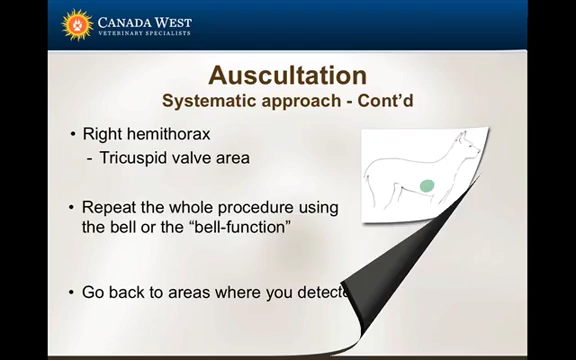 CANADA WEST
VETERINARY SPECIALISTS
Auscultation
Systematic approach - Cont'd
• Right hemithorax
- Tricuspid valve area
• Repeat the whole procedure using
the bell or the “bell-function”
• Go back to areas where you